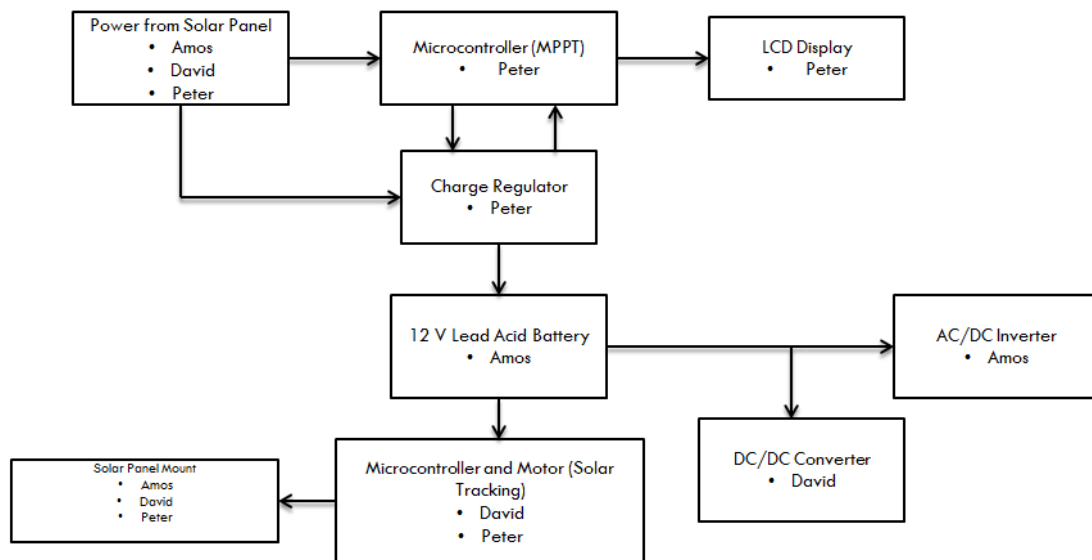 Power from Solar Panel
• Amos
• David
• Peter
Microcontroller (MPPT)
• Peter
LCD Display
• Peter
Charge Regulator
• Peter
12 V Lead Acid Battery
• Amos
AC/DC Inverter
• Amos
DC/DC Converter
• David
Microcontroller and Motor (Solar
Tracking)
• David
• Peter
Solar Panel Mount
• Amos
• David
• Peter